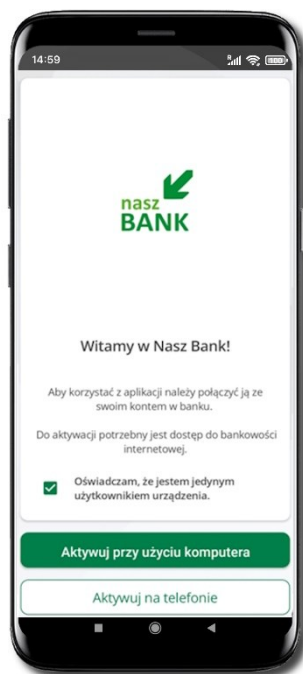 14:59
nasz
BANK
Witamy w Nasz Bank!
Aby korzystać z aplikacji należy połączyć ją ze
swoim kontem w banku.
Do aktywacji potrzebny jest dostęp do bankowości
internetowej.
Oświadczam, że jestem jedynym
użytkownikiem urządzenia.
Aktywuj przy użyciu komputera
Aktywuj na telefonie